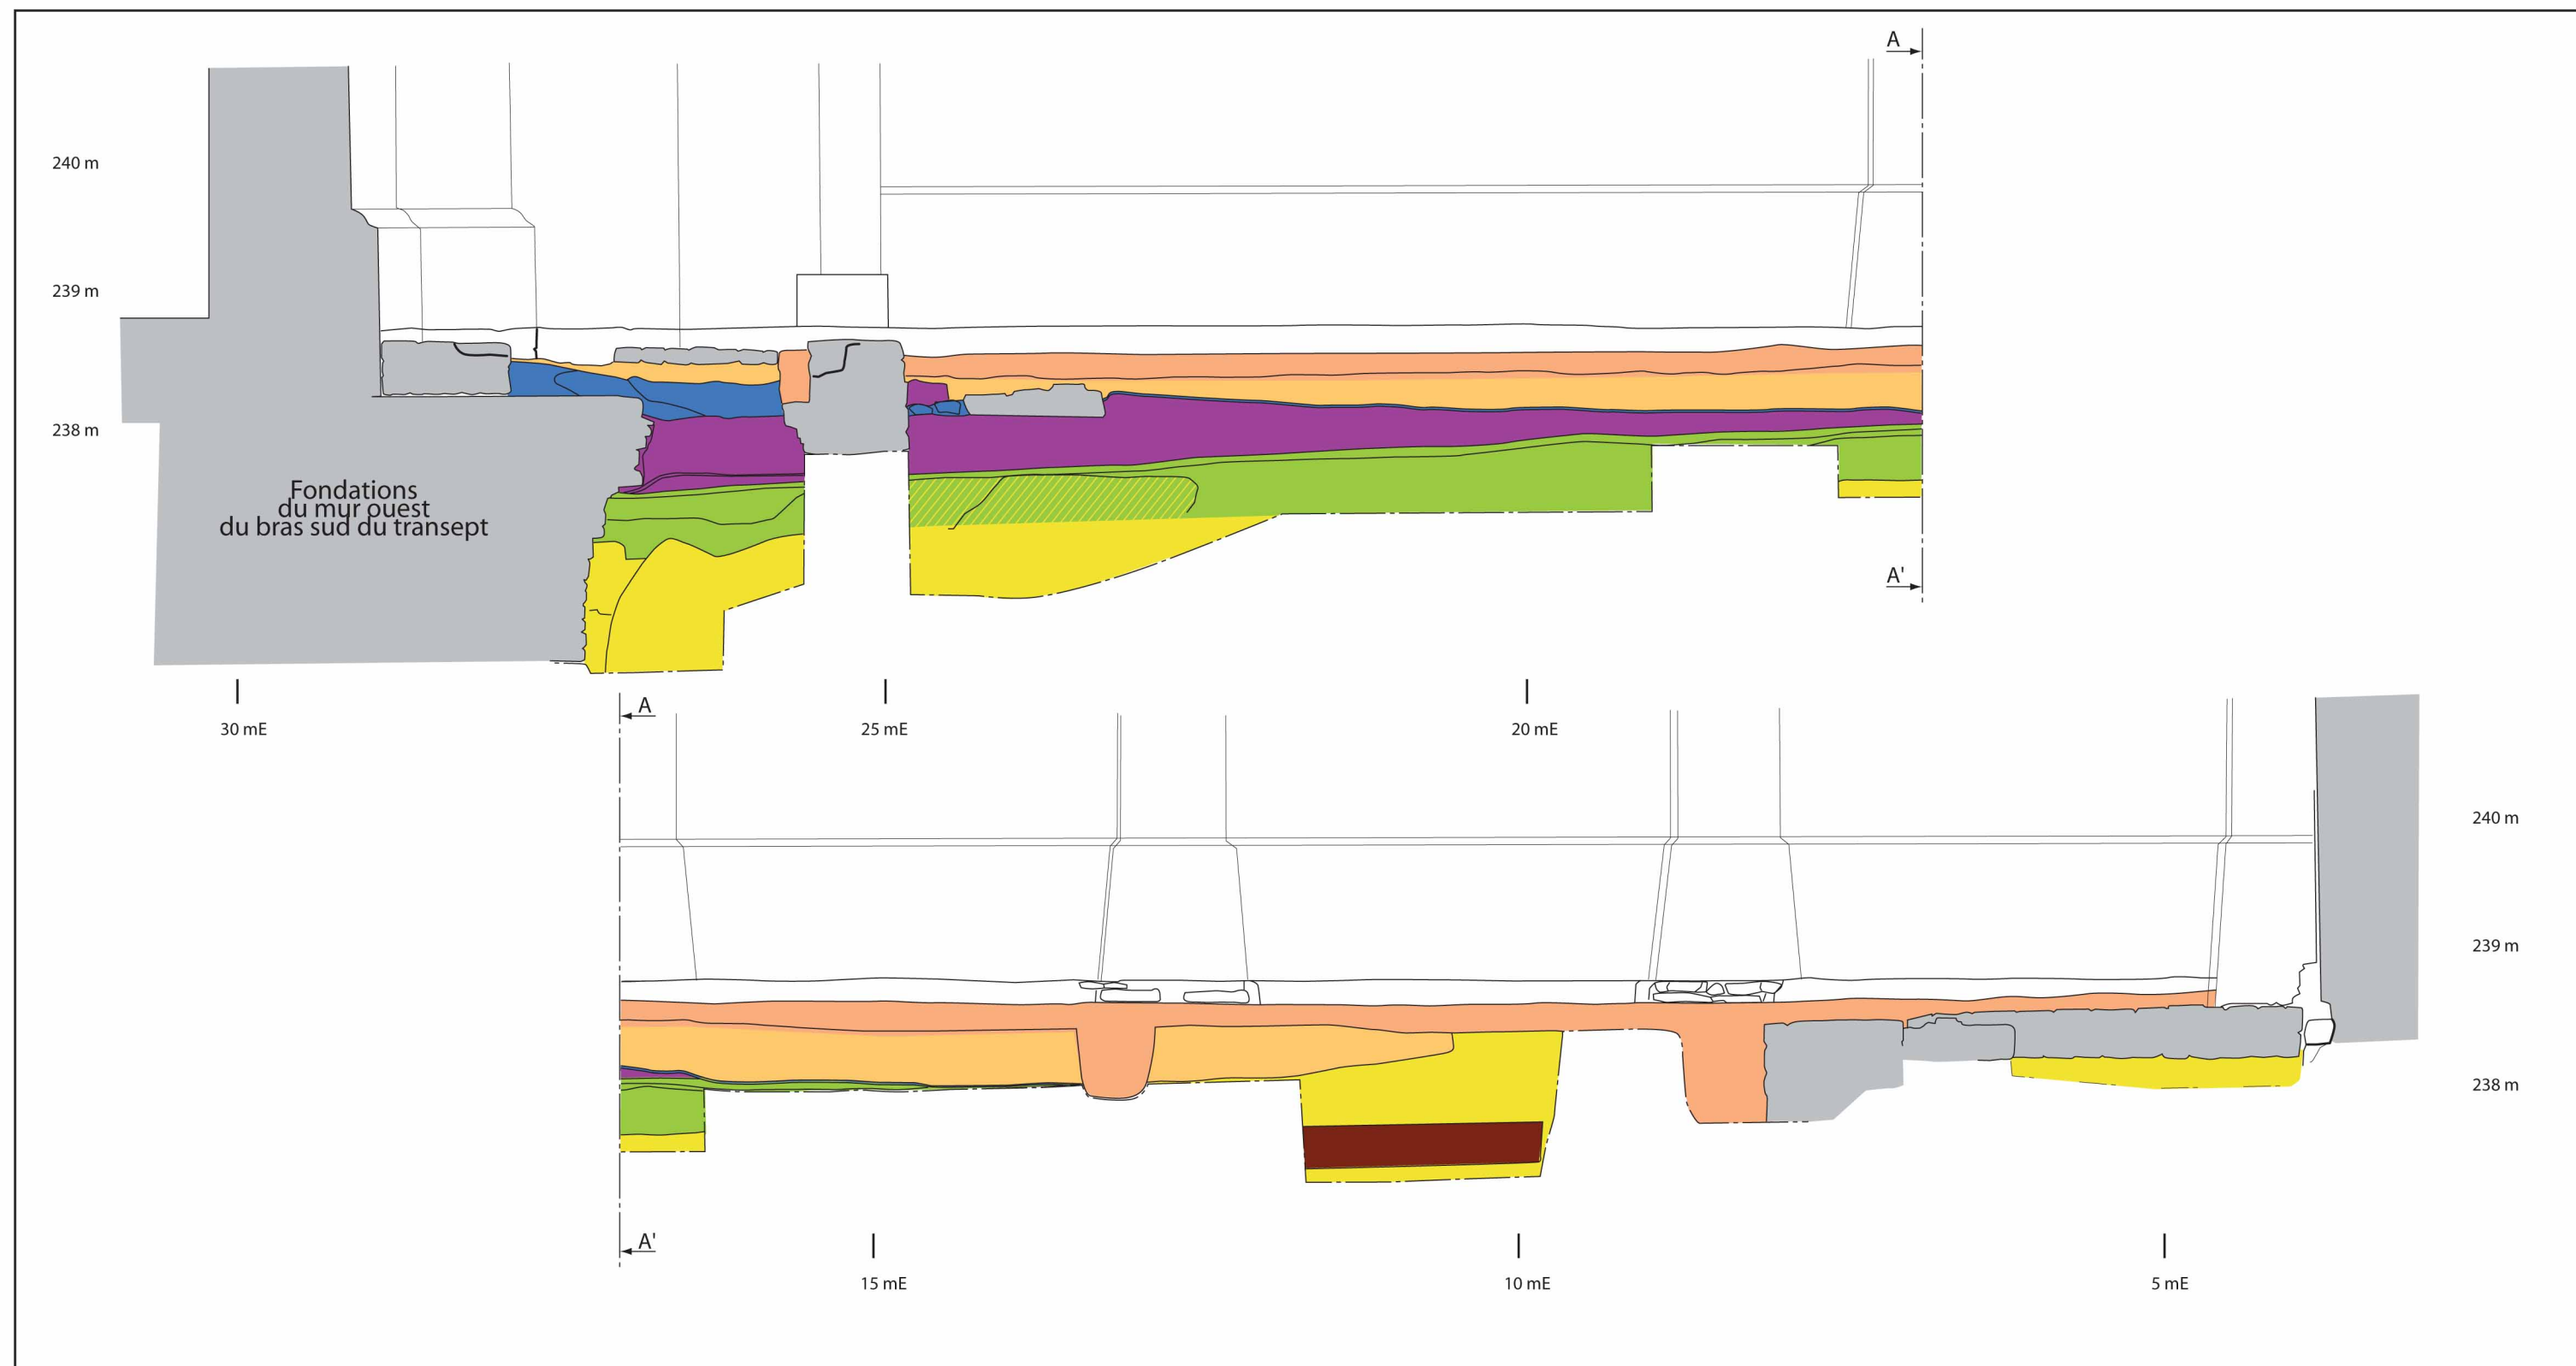 A
240 m
239 m
238 m
Fondations
du mur ouest
du bras sud du transept
A'
30 mE
25 mE
20 mE
A
240 m
239 m
238 m
A'
15 mE
10 mE
5 mE